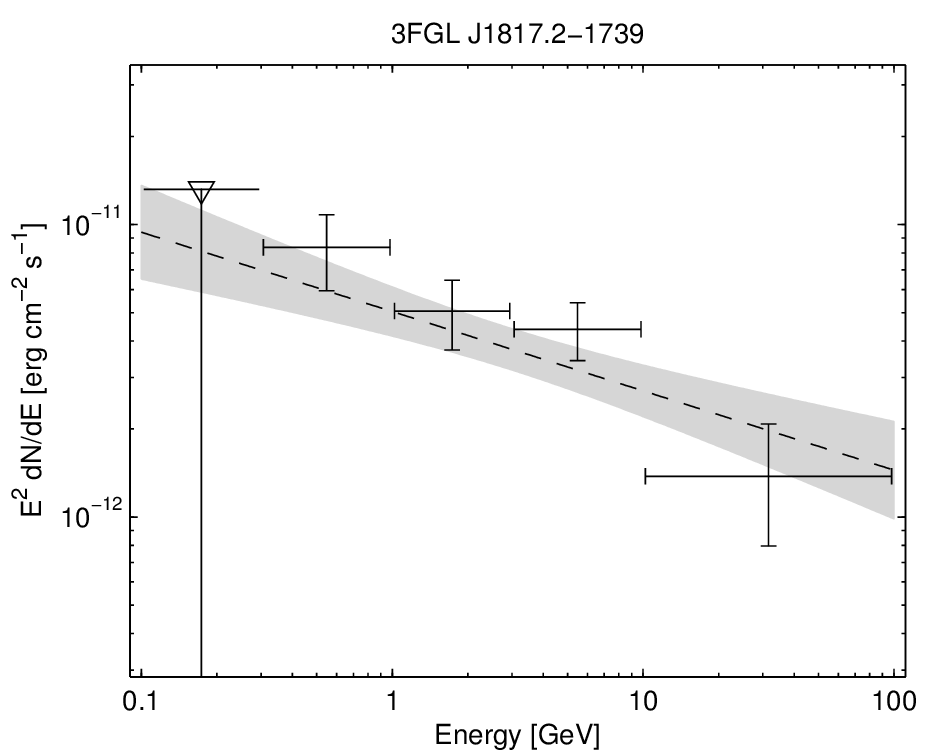 3FGL J1817.2−1739
E² dN/dE [erg cm⁻² s⁻¹]
10⁻¹¹
10⁻¹²
0.1 1 10 100
Energy [GeV]